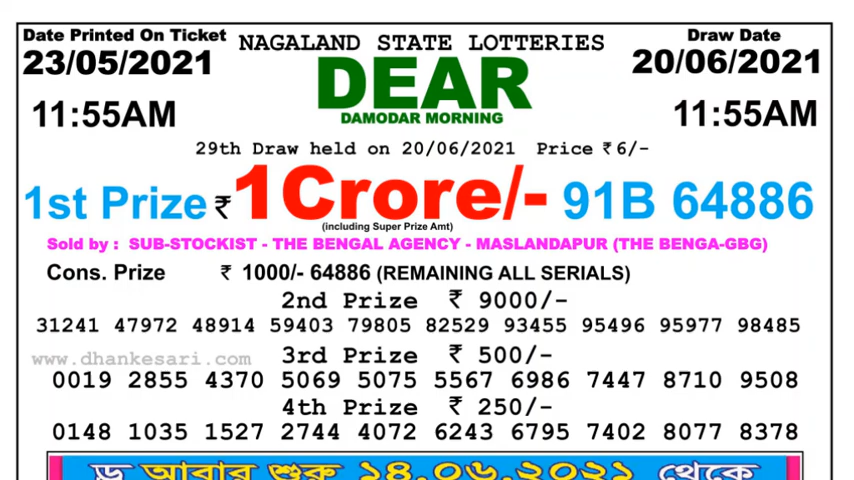 Date Printed On Ticket NAGALAND STATE LOTTERIES Draw Date
23/05/2021 DEAR 20/06/2021
DAMODAR MORNING
11:55AM 11:55AM
29th Draw held on 20/06/2021 Price ₹6/-
1st Prize ₹ 1Crore/- 91B 64886
(including Super Prize Amt)
Sold by : SUB-STOCKIST - THE BENGAL AGENCY - MASLANDAPUR (THE BENGA-GBG)
Cons. Prize ₹ 1000/- 64886 (REMAINING ALL SERIALS)
2nd Prize ₹ 9000/-
31241 47972 48914 59403 79805 82529 93455 95496 95977 98485
www.dhankesari.com 3rd Prize ₹ 500/-
0019 2855 4370 5069 5075 5567 6986 7447 8710 9508
4th Prize ₹ 250/-
0148 1035 1527 2744 4072 6243 6795 7402 8077 8378
আবার শুরু ১৪.০৬.২০২১ থেকে